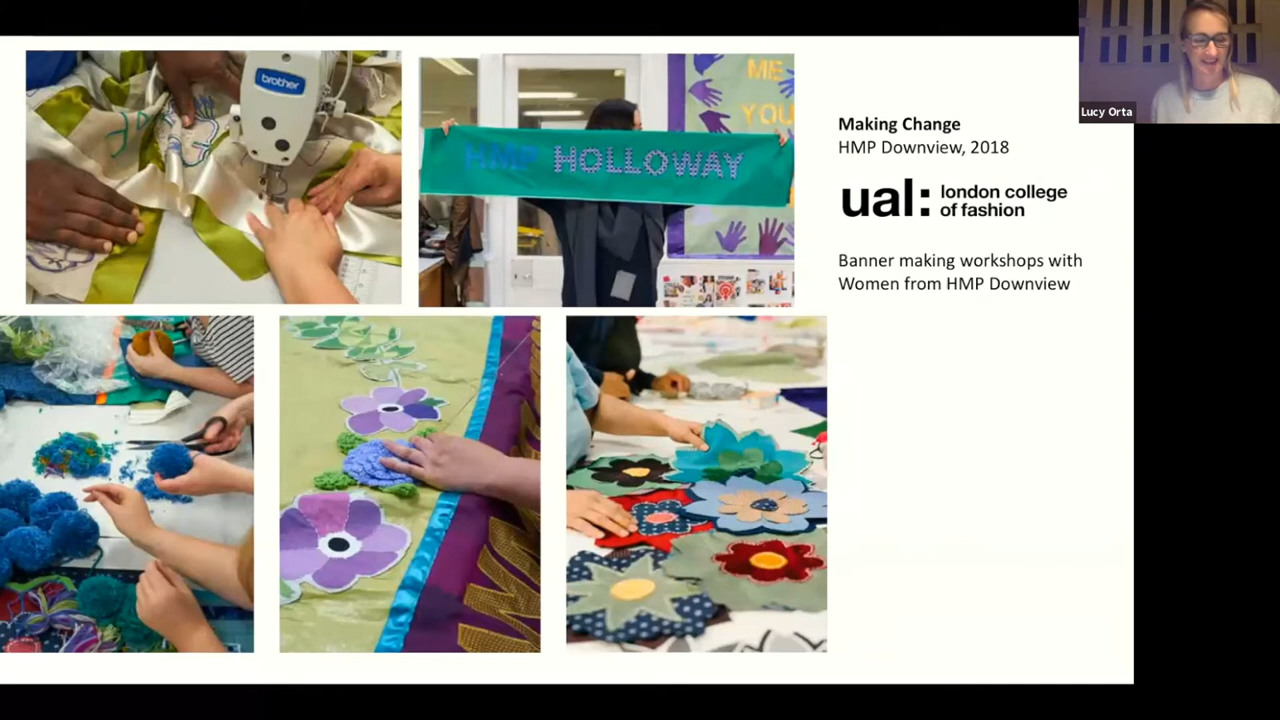 brother
HMP HOLLOWAY
ME
YOU
Making Change
HMP Downview, 2018
ual: london college
of fashion
Banner making workshops with
Women from HMP Downview
Lucy Orta